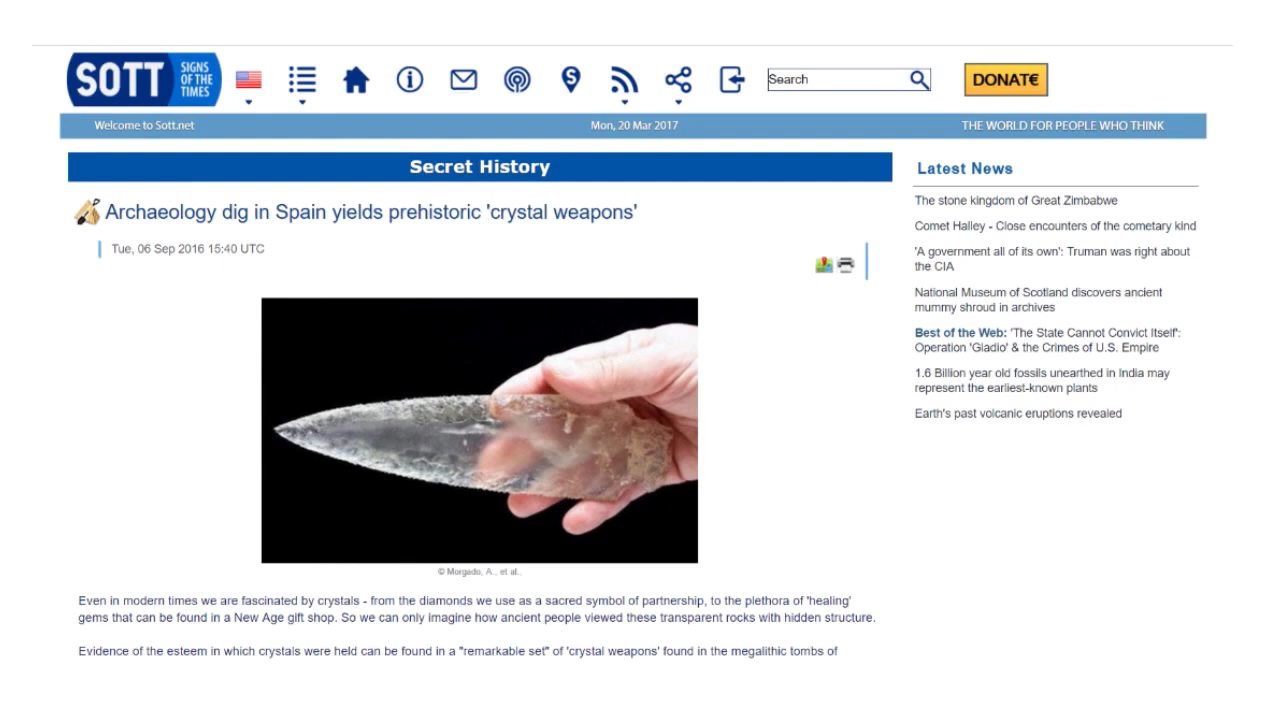 SOTT
SIGNS
OF THE
TIMES
Search
DONAT€
Welcome to Sott.net
Mon, 20 Mar 2017
THE WORLD FOR PEOPLE WHO THINK
Secret History
Archaeology dig in Spain yields prehistoric 'crystal weapons'
Tue, 06 Sep 2016 15:40 UTC
© Morgado, A., et al..
Even in modern times we are fascinated by crystals - from the diamonds we use as a sacred symbol of partnership, to the plethora of 'healing'
gems that can be found in a New Age gift shop. So we can only imagine how ancient people viewed these transparent rocks with hidden structure.
Evidence of the esteem in which crystals were held can be found in a "remarkable set" of 'crystal weapons' found in the megalithic tombs of
Latest News
The stone kingdom of Great Zimbabwe
Comet Halley - Close encounters of the cometary kind
'A government all of its own': Truman was right about
the CIA
National Museum of Scotland discovers ancient
mummy shroud in archives
Best of the Web: 'The State Cannot Convict Itself':
Operation 'Gladio' & the Crimes of U.S. Empire
1.6 Billion year old fossils unearthed in India may
represent the earliest-known plants
Earth's past volcanic eruptions revealed